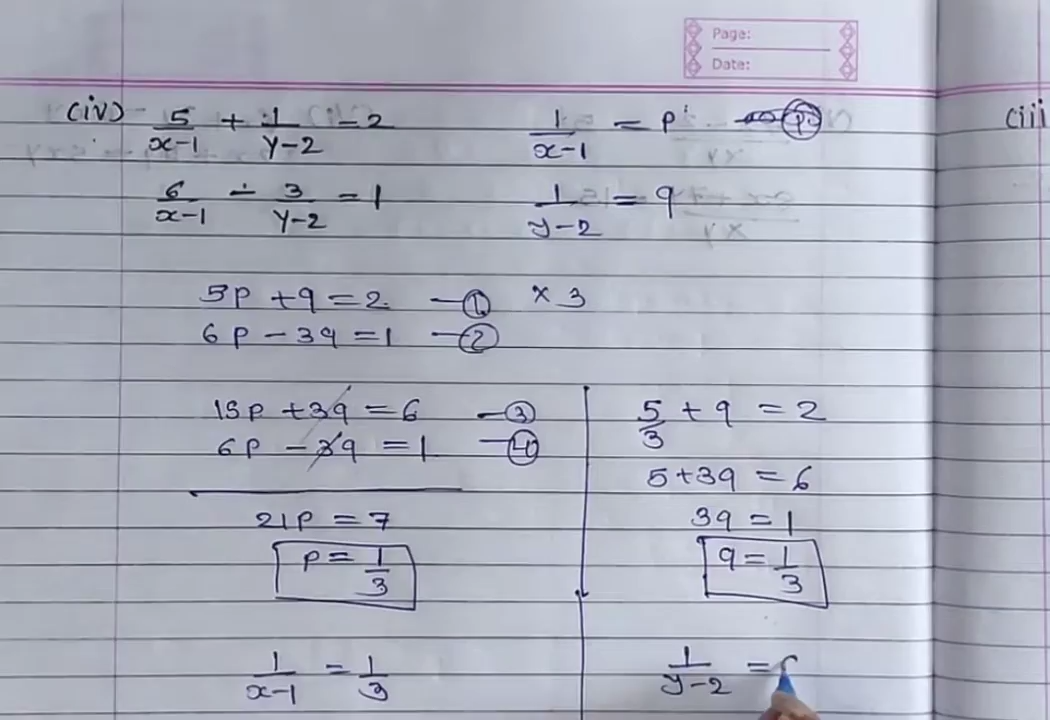 Page:
Date:
(iv) 5/(x-1) + 1/(y-2) = 2
1/(x-1) = p
6/(x-1) - 3/(y-2) = 1
1/(y-2) = q
5p + q = 2 — ① × 3
6p - 3q = 1 — ②
15p + 3q = 6 — ③
6p - 3q = 1 — ④
21p = 7
p = 1/3
1/(x-1) = 1/3
5/3 + q = 2
5 + 3q = 6
3q = 1
q = 1/3
1/(y-2) =
(iii